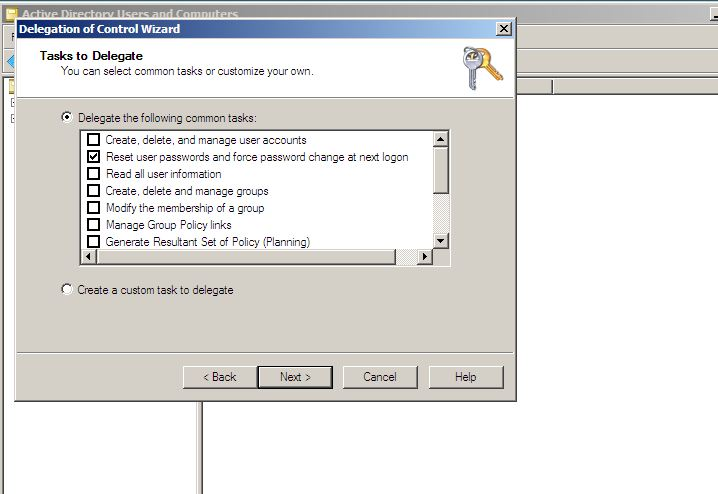 Active Directory Users and Computers
Delegation of Control Wizard
Tasks to Delegate
You can select common tasks or customize your own.
Delegate the following common tasks:
Create, delete, and manage user accounts
Reset user passwords and force password change at next logon
Read all user information
Create, delete and manage groups
Modify the membership of a group
Manage Group Policy links
Generate Resultant Set of Policy (Planning)
Create a custom task to delegate
< Back
Next >
Cancel
Help